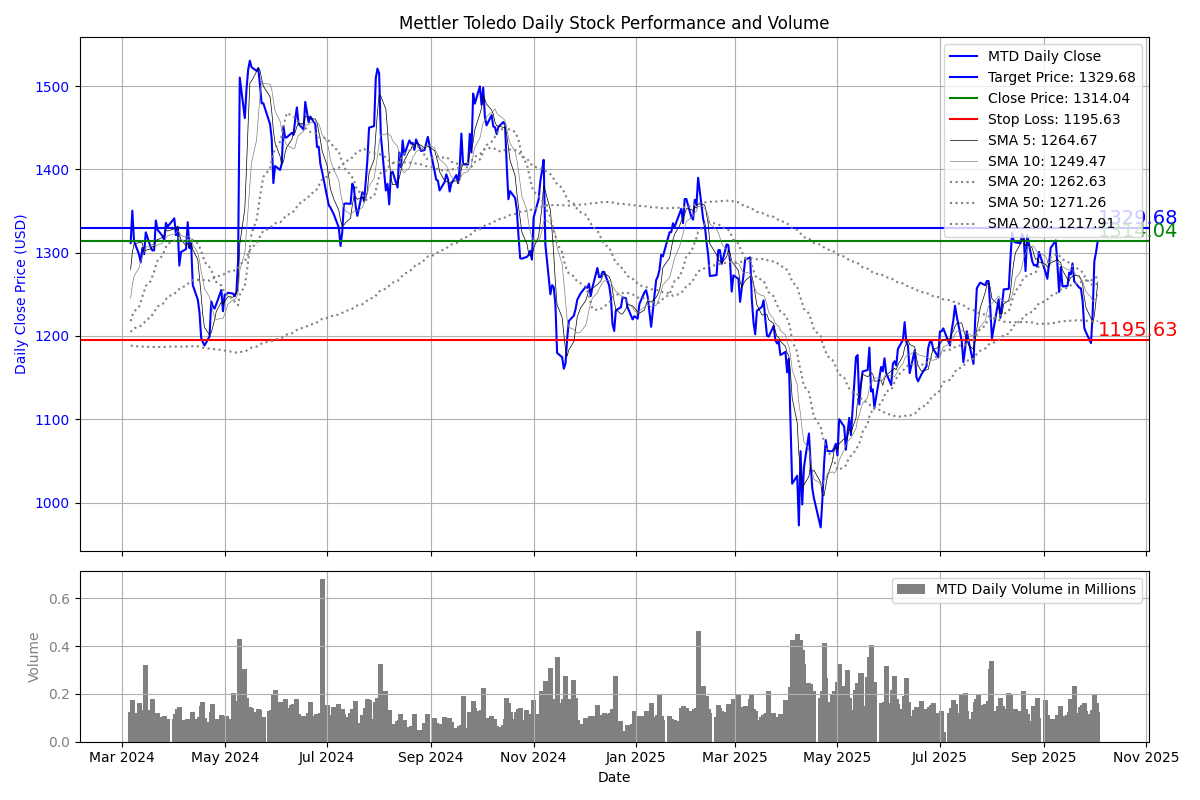 Mettler Toledo Daily Stock Performance and Volume
Daily Close Price (USD)
1500
1400
1300
1200
1100
1000
MTD Daily Close
Target Price: 1329.68
Close Price: 1314.04
Stop Loss: 1195.63
SMA 5: 1264.67
SMA 10: 1249.47
SMA 20: 1262.63
SMA 50: 1271.26
SMA 200: 1217.91
1329.68
1314.04
1195.63
Volume
0.6
0.4
0.2
0.0
MTD Daily Volume in Millions
Mar 2024 May 2024 Jul 2024 Sep 2024 Nov 2024 Jan 2025 Mar 2025 May 2025 Jul 2025 Sep 2025 Nov 2025
Date